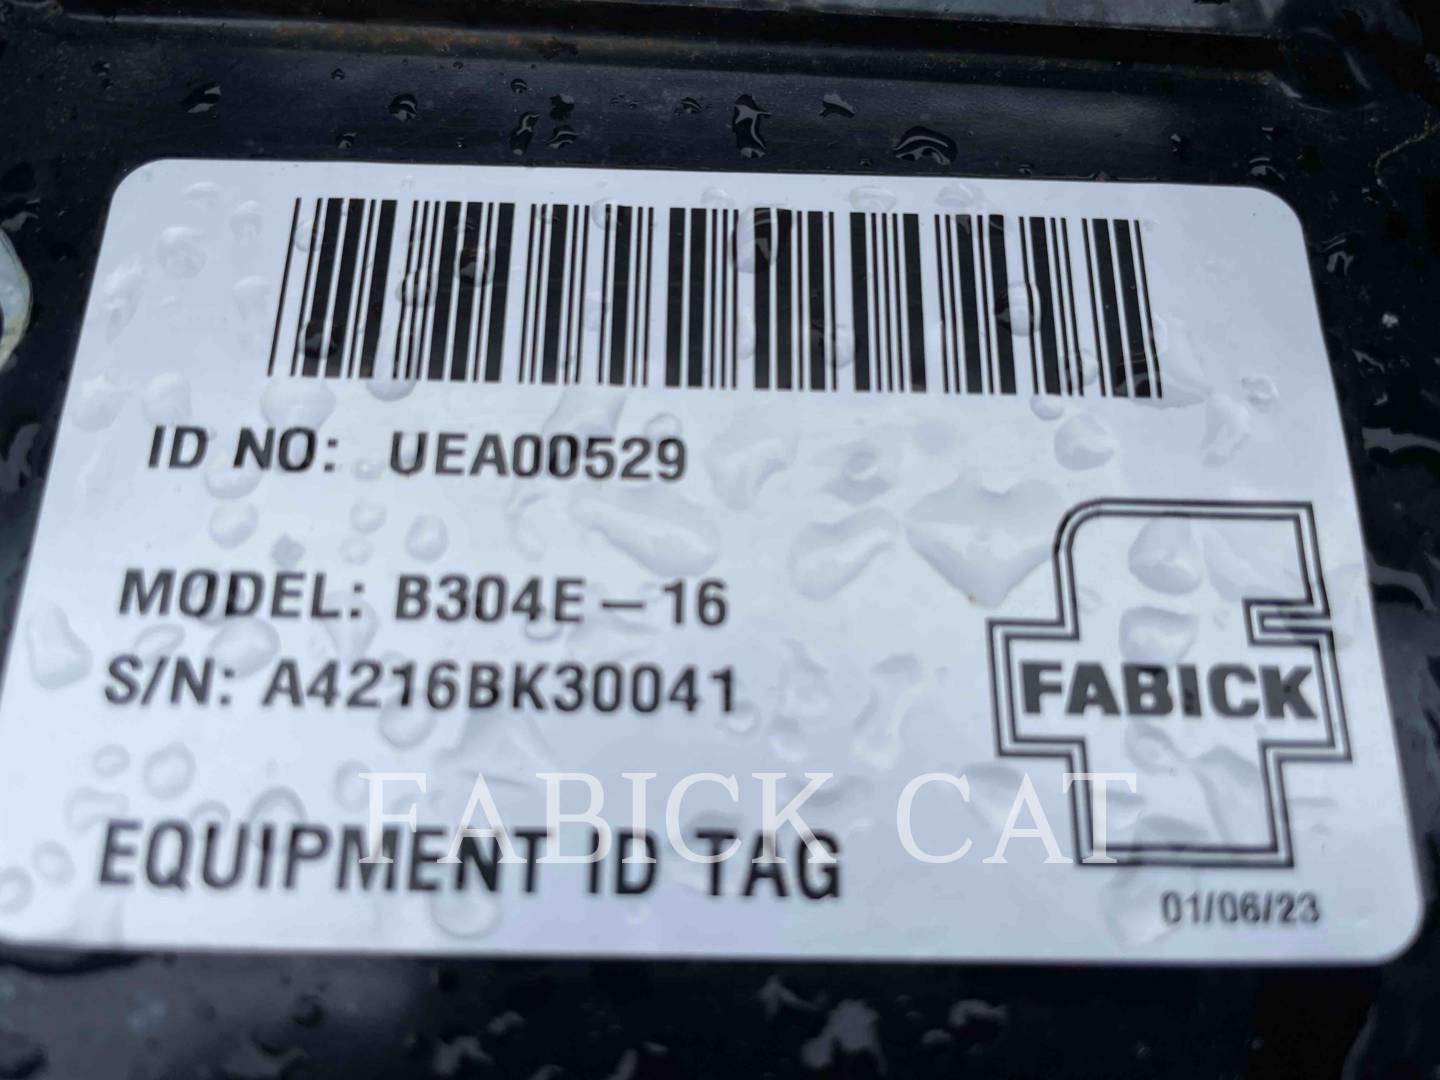 ID NO: UEA00529
MODEL: B304E-16
S/N: A4216BK30041
FABICK
FABICK CAT
EQUIPMENT ID TAG
01/06/23